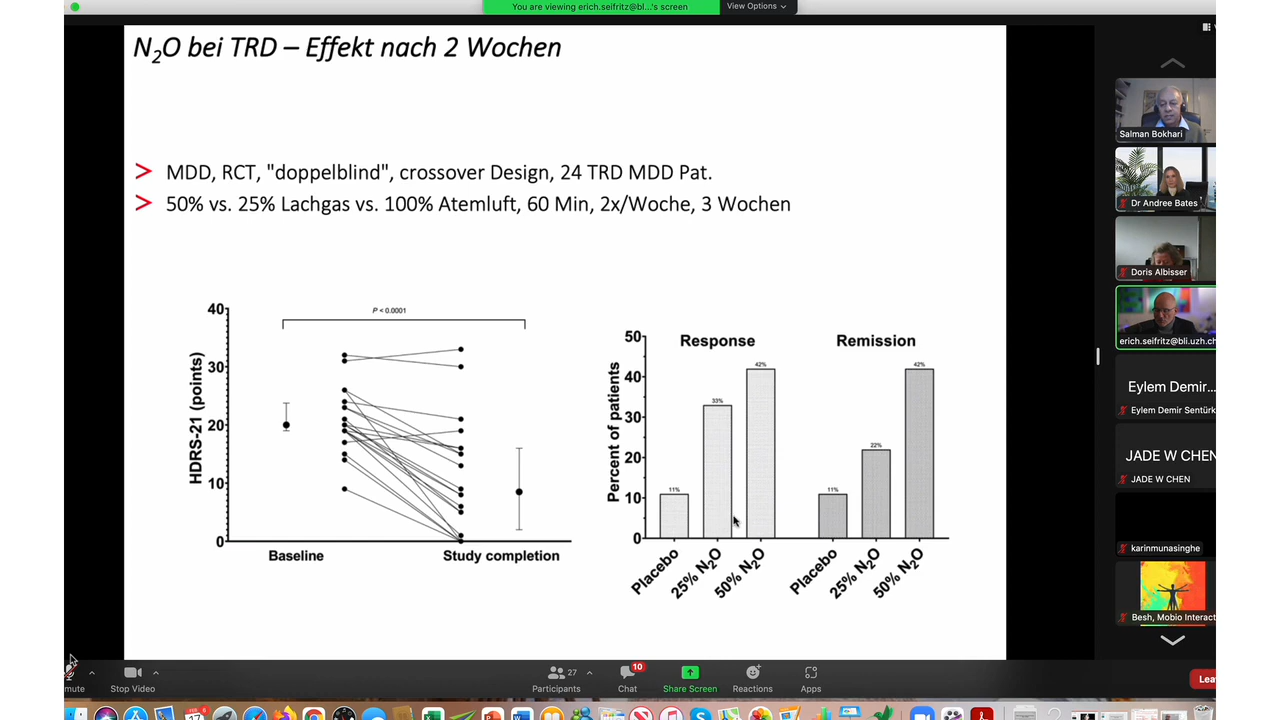 You are viewing erich.seifritz@bl...'s screen
View Options
N₂O bei TRD – Effekt nach 2 Wochen
MDD, RCT, "doppelblind", crossover Design, 24 TRD MDD Pat.
50% vs. 25% Lachgas vs. 100% Atemluft, 60 Min, 2x/Woche, 3 Wochen
HDRS-21 (points)
40
30
20
10
0
P < 0.0001
Baseline
Study completion
Percent of patients
50
40
30
20
10
0
Response
Remission
11%
33%
42%
11%
22%
42%
Placebo
25% N₂O
50% N₂O
Placebo
25% N₂O
50% N₂O
Salman Bokhari
Dr Andree Bates
Doris Albisser
erich.seifritz@bli.uzh.ch
Eylem Demir...
Eylem Demir Sentürk
JADE W CHEN
JADE W CHEN
karinmunasinghe
Besh, Mobio Interact
mute
Stop Video
27
Participants
10
Chat
Share Screen
Reactions
Apps
Lea
FEB
17